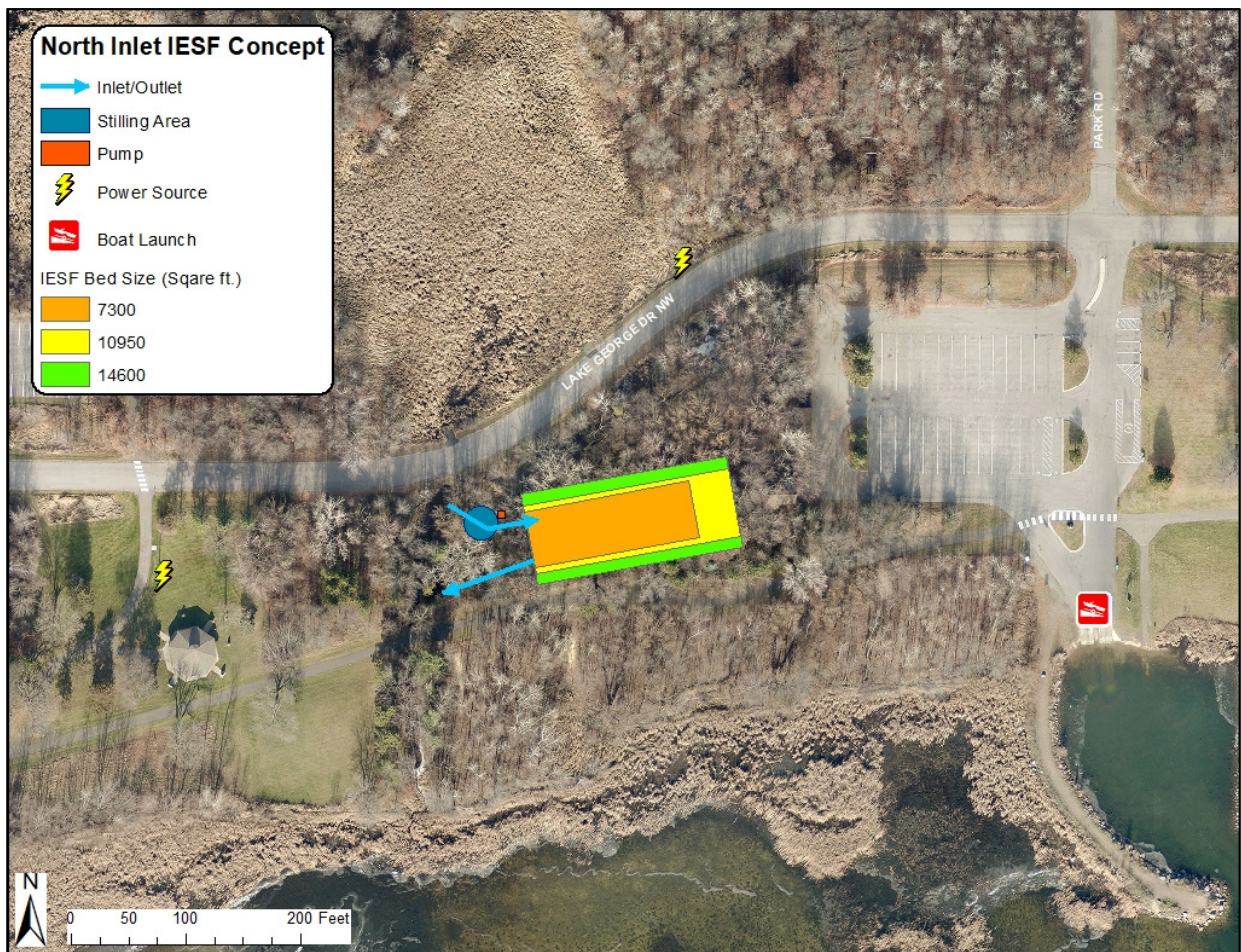 North Inlet IESF Concept
Inlet/Outlet
Stilling Area
Pump
Power Source
Boat Launch
IESF Bed Size (Sqare ft.)
7300
10950
14600
PARK RD
LAKE GEORGE DR NW
N
0 50 100 200 Feet